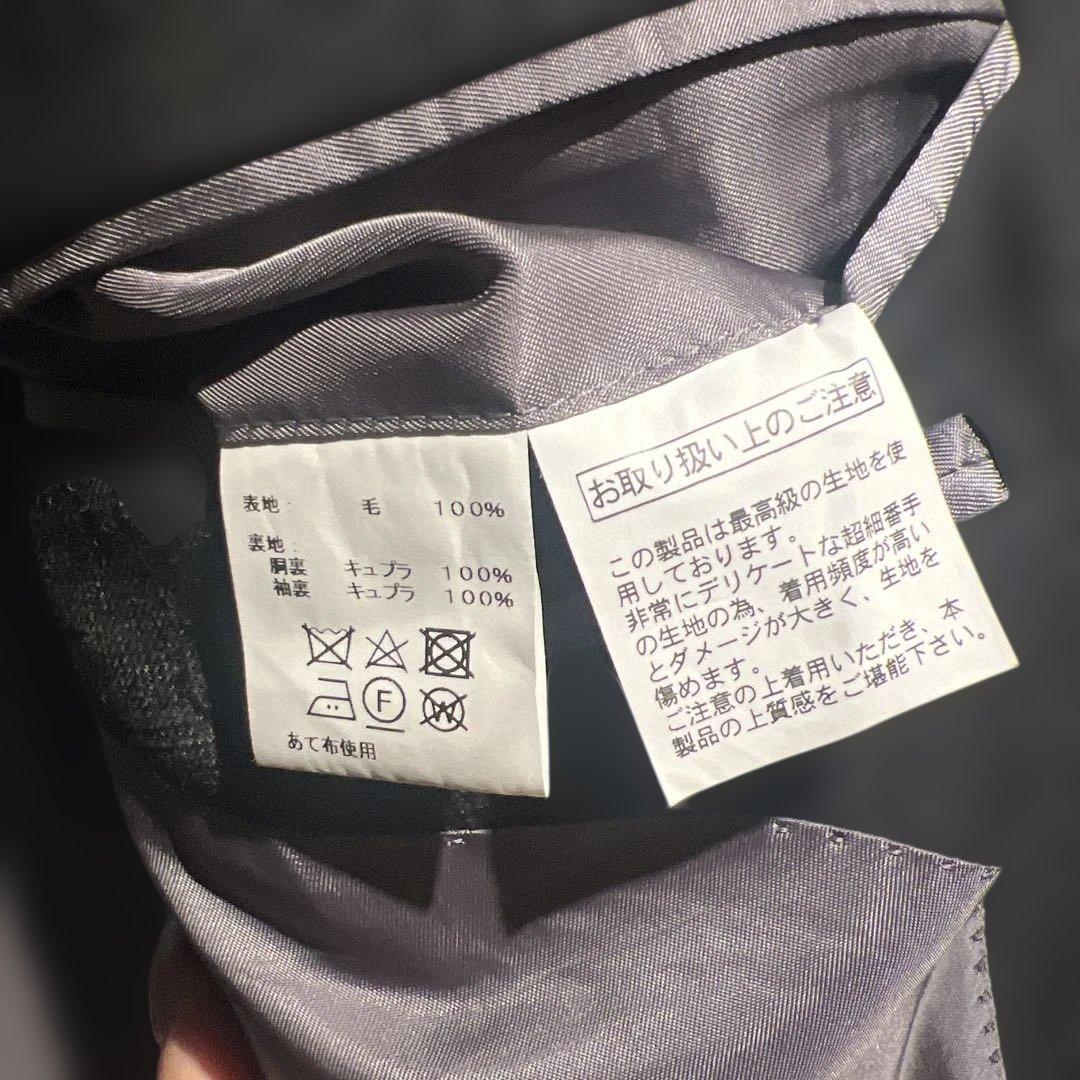 表地: 毛 100%
裏地:
胴裏 キュプラ 100%
袖裏 キュプラ 100%
F
W
あて布使用
お取り扱い上のご注意
この製品は最高級の生地を使
用しております。
非常にデリケートな超細番手
の生地の為、着用頻度が高い
とダメージが大きく、生地を
傷めます。
ご注意の上着用いただき、本
製品の上質感をご堪能下さい。